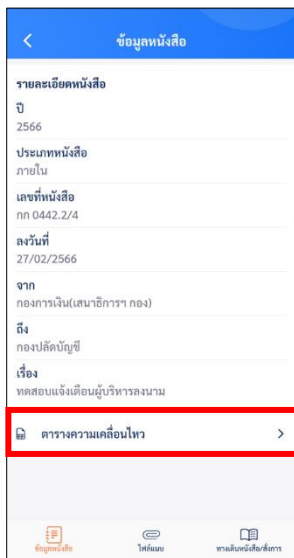 ข้อมูลหนังสือ
รายละเอียดหนังสือ
ปี
2566
ประเภทหนังสือ
ภายใน
เลขที่หนังสือ
กก 0442.2/4
ลงวันที่
27/02/2566
จาก
กองการเงิน(เสนาธิการฯ กอง)
ถึง
กองปลัดบัญชี
เรื่อง
ทดสอบแจ้งเตือนผู้บริหารลงนาม
ตารางความเคลื่อนไหว
ข้อมูลหนังสือ
ไฟล์แนบ
ทางเดินหนังสือ/สั่งการ